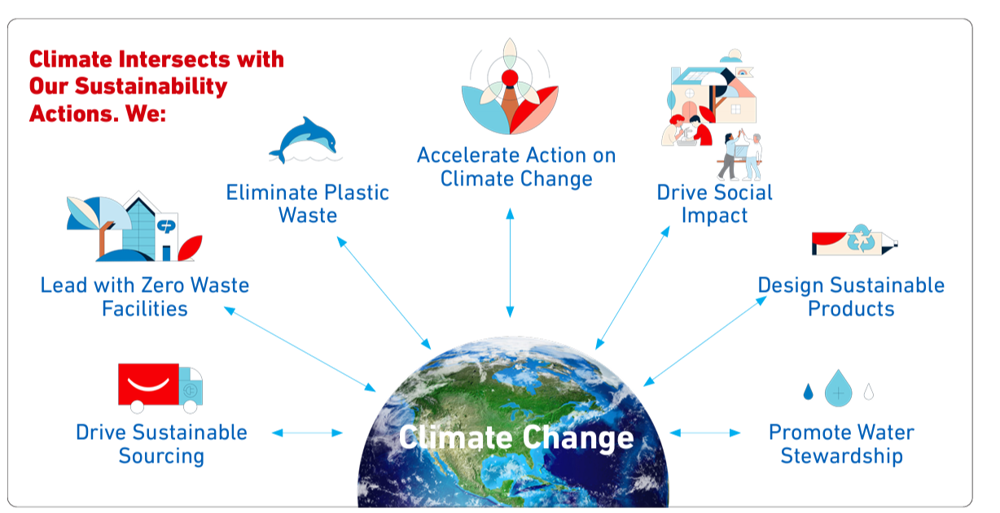 Climate Intersects with
Our Sustainability
Actions. We:
Drive Sustainable
Sourcing
Lead with Zero Waste
Facilities
Eliminate Plastic
Waste
Accelerate Action on
Climate Change
Drive Social
Impact
Design Sustainable
Products
Promote Water
Stewardship
Climate Change